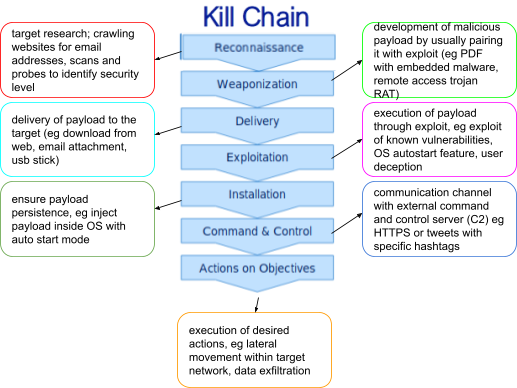 Kill Chain
target research; crawling
websites for email
addresses, scans and
probes to identify security
level
Reconnaissance
development of malicious
payload by usually pairing
it with exploit (eg PDF
with embedded malware,
remote access trojan
RAT)
Weaponization
delivery of payload to the
target (eg download from
web, email attachment,
usb stick)
Delivery
execution of payload
through exploit, eg exploit
of known vulnerabilities,
OS autostart feature, user
deception
Exploitation
ensure payload
persistence, eg inject
payload inside OS with
auto start mode
Installation
communication channel
with external command
and control server (C2) eg
HTTPS or tweets with
specific hashtags
Command & Control
Actions on Objectives
execution of desired
actions, eg lateral
movement within target
network, data exfiltration